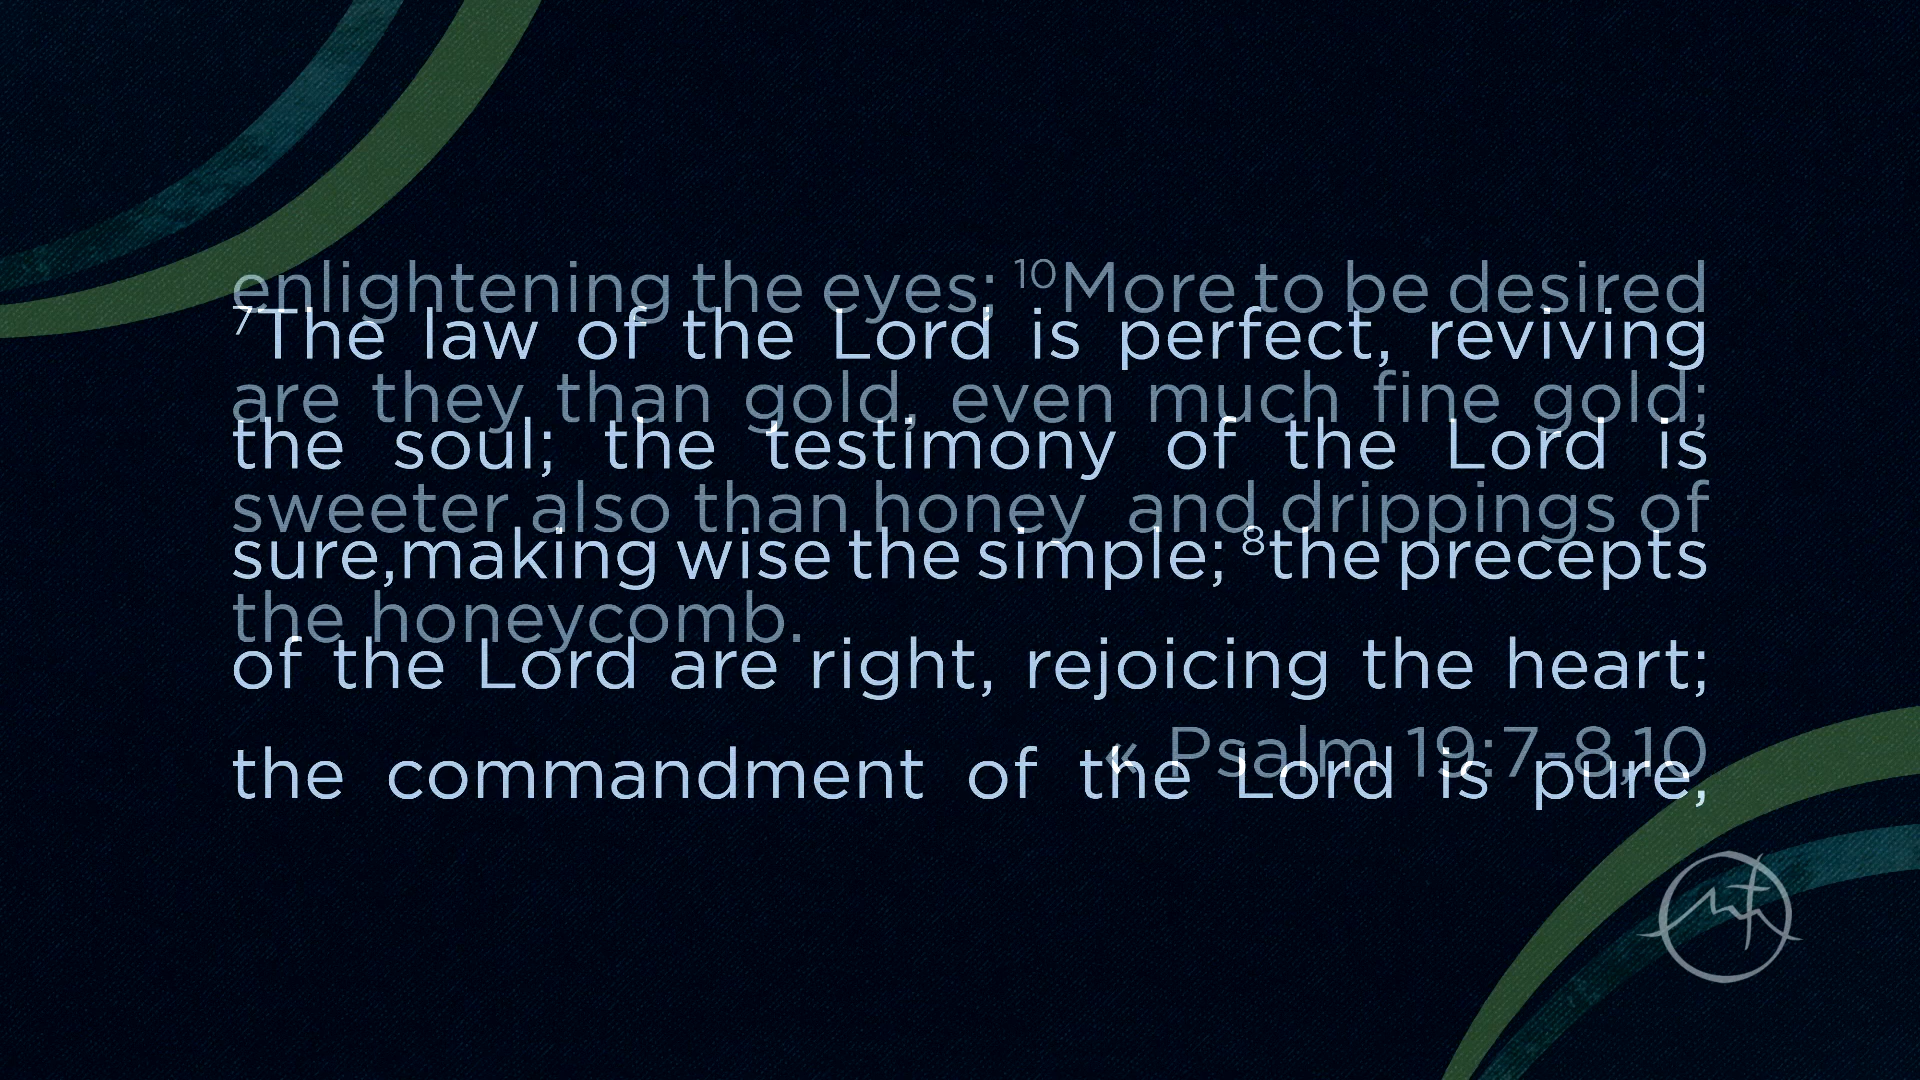 ⁷The law of the Lord is perfect, reviving
the soul; the testimony of the Lord is
sure,making wise the simple; ⁸the precepts
of the Lord are right, rejoicing the heart;
the commandment of the Lord is pure,
enlightening the eyes; ¹⁰More to be desired
are they than gold, even much fine gold;
sweeter also than honey and drippings of
the honeycomb.
« Psalm 19:7-8,10